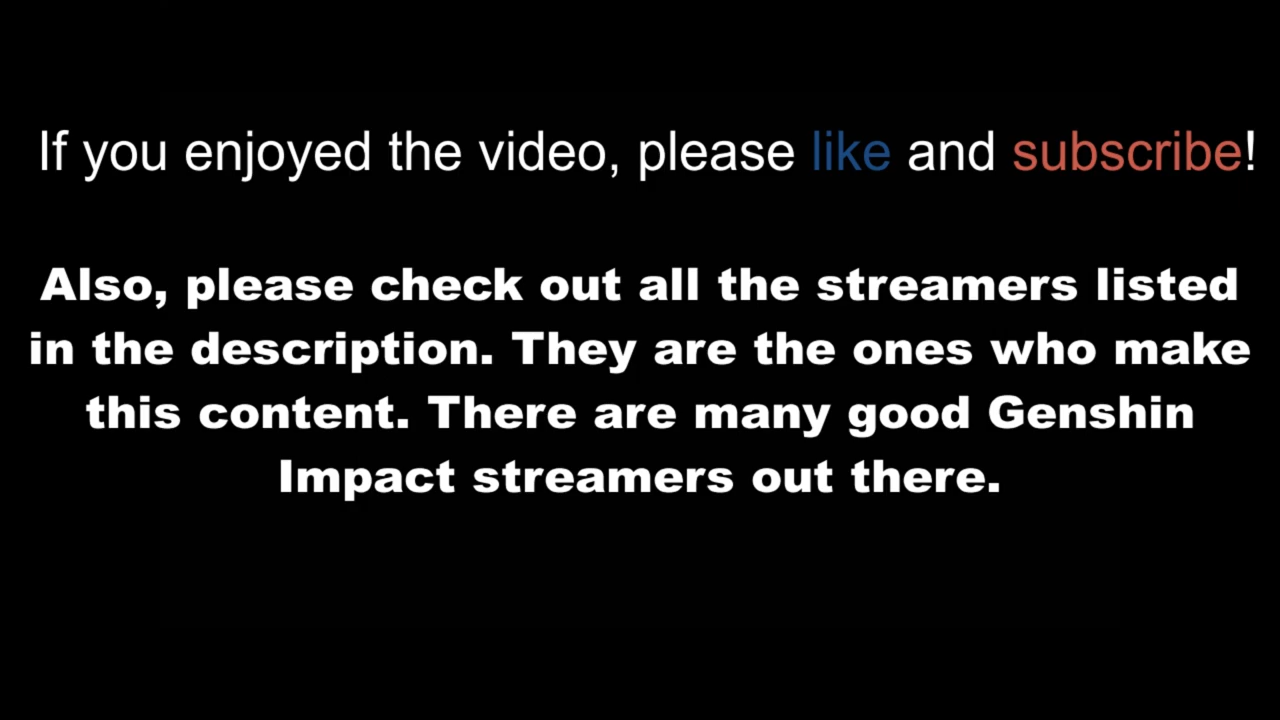 If you enjoyed the video, please like and subscribe!
Also, please check out all the streamers listed
in the description. They are the ones who make
this content. There are many good Genshin
Impact streamers out there.